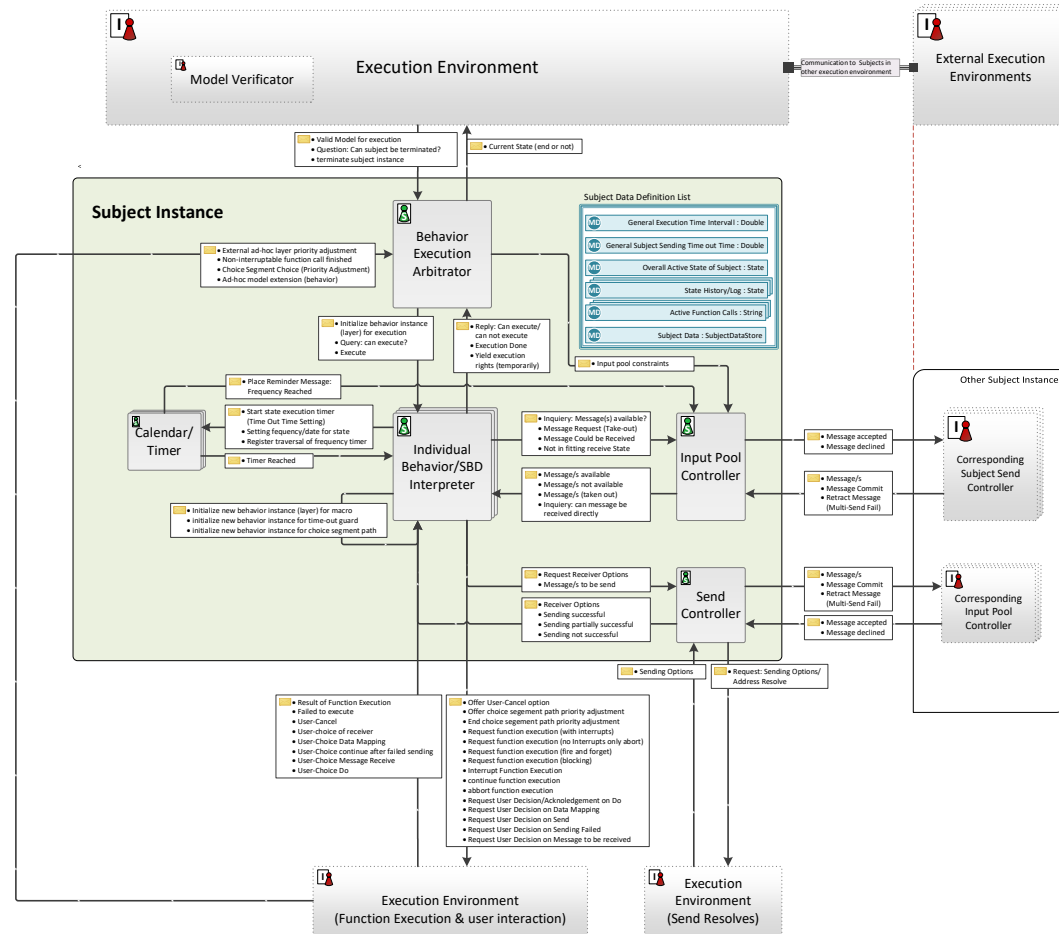 Execution Environment
Model Verificator
Communication to Subjects in
other execution envoironment
External Execution
Environments
• Valid Model for execution
• Question: Can subject be terminated?
• terminate subject instance
• Current State (end or not)
<
Subject Instance
Behavior
Execution
Arbitrator
Subject Data Definition List
MD General Execution Time Intervall : Double
MD General Subject Sending Time out Time : Double
MD Overall Active State of Subject : State
MD State History/Log : State
MD Active Function Calls : String
MD Subject Data : SubjectDataStore
• External ad-hoc layer priority adjustment
• Non-interruptable function call finished
• Choice Segment Choice (Priority Adjustment)
• Ad-hoc model extension (behavior)
• Initialize behavior instance
(layer) for execution
• Query: can execute?
• Execute
• Reply: Can execute/
can not execute
• Execution Done
• Yield execution
rights (temporarily)
• Input pool constraints
• Place Reminder Message:
Frequency Reached
Calendar/
Timer
• Start state execution timer
(Time Out Time Setting)
• Setting fequency/date for state
• Register traversal of frequency timer
• Timer Reached
Individual
Behavior/SBD
Interpreter
• Inquiery: Message(s) available?
• Message Request (Take-out)
• Message Could be Received
• Not in fitting receive State
• Message/s available
• Message/s not available
• Message/s (taken out)
• Inquiery: can message be
received directly
Input Pool
Controller
• Message accepted
• Message declined
• Message/s
• Message Commit
• Retract Message
(Multi-Send Fail)
Other Subject Instance
Corresponding
Subject Send
Controller
• Initialize new behavior instance (layer) for macro
• initialize new behavior instance for time-out guard
• initialize new behavior instance for choice segment path
• Request Receiver Options
• Message/s to be send
• Receiver Options
• Sending successful
• Sending partially successful
• Sending not successful
Send
Controller
• Message/s
• Message Commit
• Retract Message
(Multi-Send Fail)
• Message accepted
• Message declined
Corresponding
Input Pool
Controller
• Sending Options
• Request: Sending Options/
Address Resolve
• Result of Function Execution
• Failed to execute
• User-Cancel
• User-choice of receiver
• User-Choice Data Mapping
• User-Choice continue after failed sending
• User-Choice Message Receive
• User-Choice Do
• Offer User-Cancel option
• Offer choice segement path priority adjustment
• End choice segement path priority adjustment
• Request function execution (with interrupts)
• Request function execution (no Interrupts only abort)
• Request function execution (fire and forget)
• Request function execution (blocking)
• Interrupt Function Execution
• continue function execution
• abbort function execution
• Request User Decision/Acknoledgement on Do
• Request User Decision on Data Mapping
• Request User Decision on Send
• Request User Decision on Sending Failed
• Request User Decision on Message to be received
Execution Environment
(Function Execution & user interaction)
Execution
Environment
(Send Resolves)